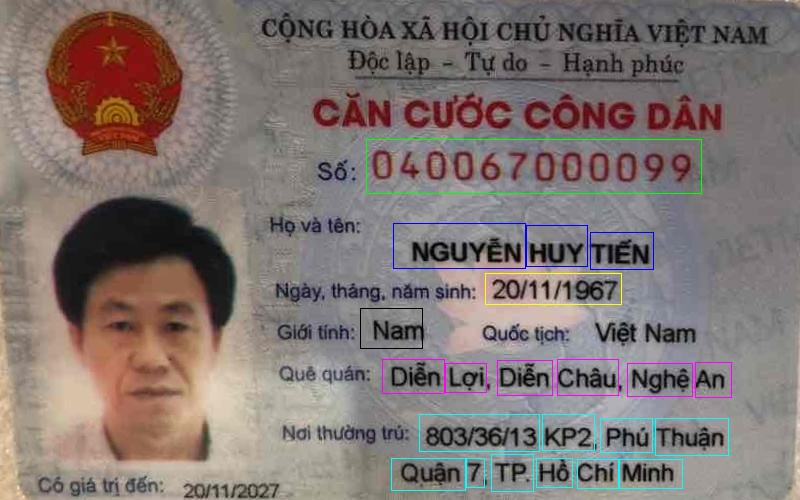 CỘNG HÒA XÃ HỘI CHỦ NGHĨA VIỆT NAM
Độc lập - Tự do - Hạnh phúc
CĂN CƯỚC CÔNG DÂN
Số: 040067000099
Họ và tên:
NGUYỄN HUY TIẾN
Ngày, tháng, năm sinh: 20/11/1967
Giới tính: Nam Quốc tịch: Việt Nam
Quê quán: Diễn Lợi, Diễn Châu, Nghệ An
Nơi thường trú: 803/36/13 KP2, Phú Thuận
Quận 7, TP. Hồ Chí Minh
Có giá trị đến: 20/11/2027